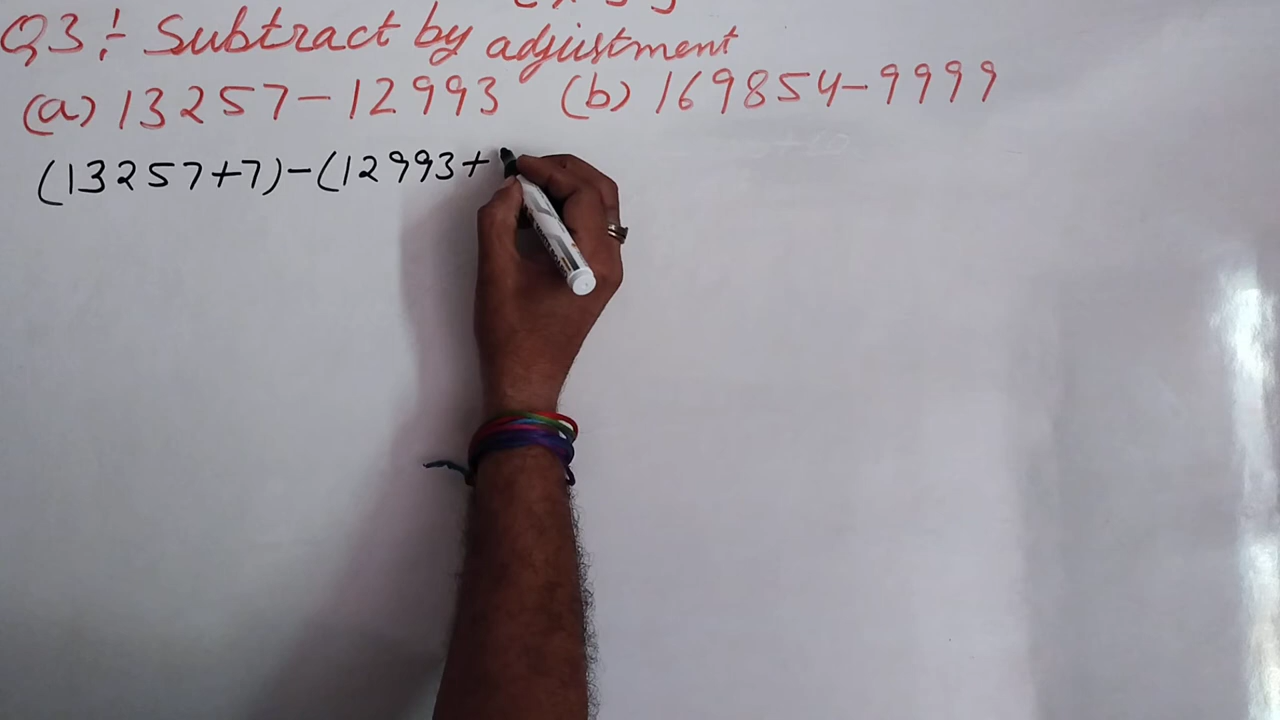 Q3:- Subtract by adjustment
(a) 13257-12993 (b) 169854-9999
(13257+7)-(12993+